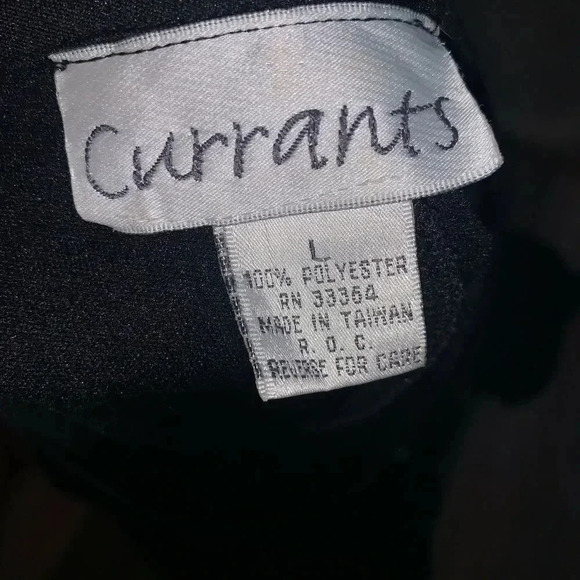 Currants
L
100% POLYESTER
RN 33364
MADE IN TAIWAN
R. O. C.
REVERSE FOR CARE